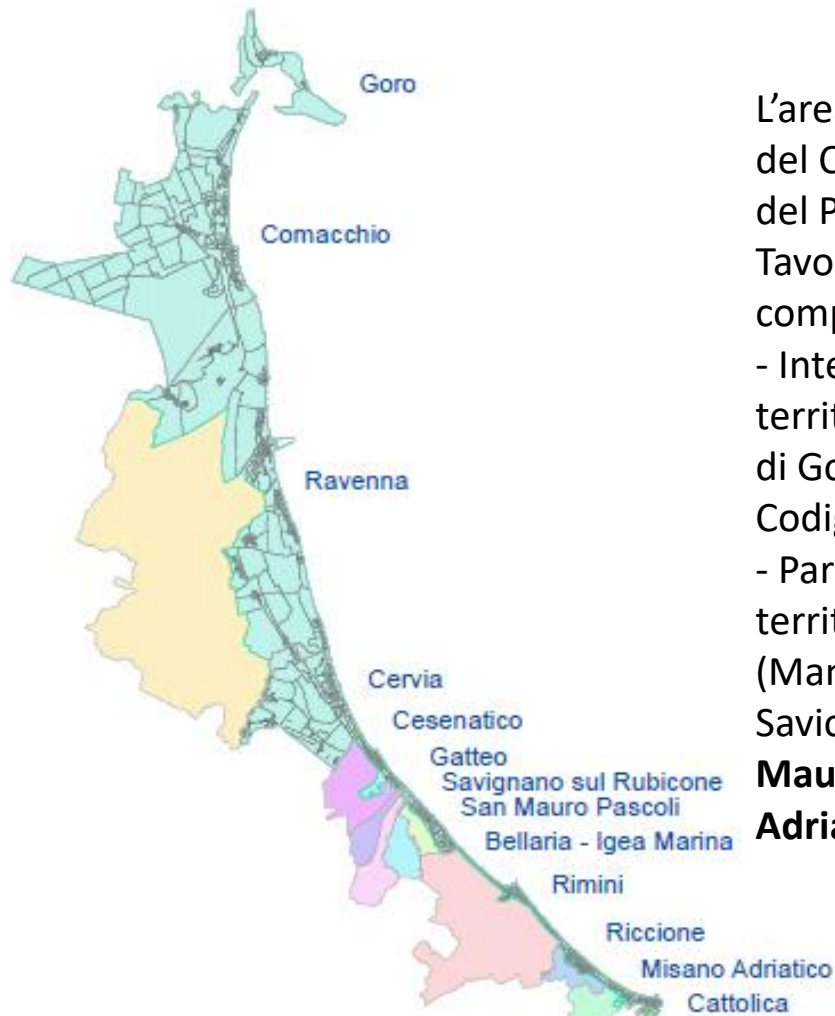 Goro
Comacchio
Ravenna
Cervia
Cesenatico
Gatteo
Savignano sul Rubicone
San Mauro Pascoli
Bellaria - Igea Marina
Rimini
Riccione
Misano Adriatico
Cattolica
L’are
del C
del P
Tavo
comp
- Inte
territ
di Go
Codig
- Par
territ
(Mar
Savig
Mau
Adria